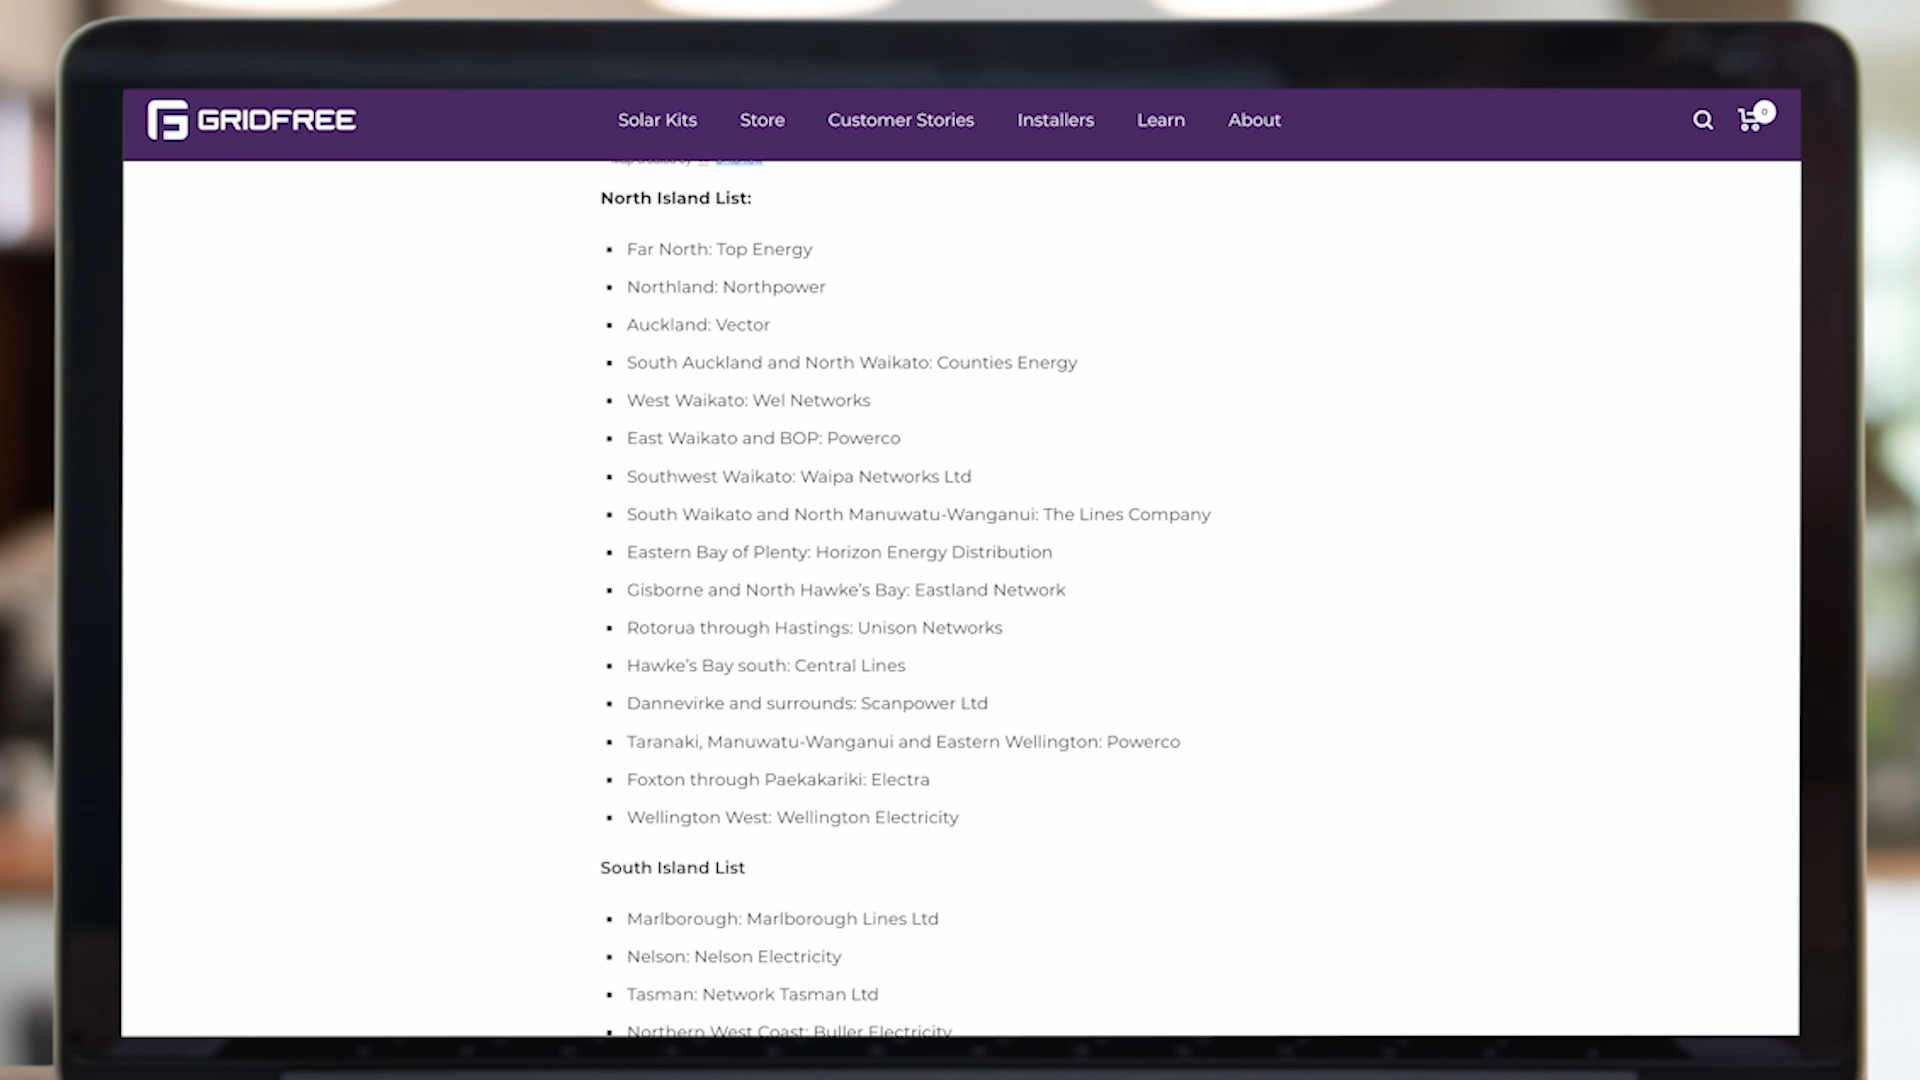 GRIDFREE
Solar Kits Store Customer Stories Installers Learn About
0
North Island List:
▪ Far North: Top Energy
▪ Northland: Northpower
▪ Auckland: Vector
▪ South Auckland and North Waikato: Counties Energy
▪ West Waikato: Wel Networks
▪ East Waikato and BOP: Powerco
▪ Southwest Waikato: Waipa Networks Ltd
▪ South Waikato and North Manuwatu-Wanganui: The Lines Company
▪ Eastern Bay of Plenty: Horizon Energy Distribution
▪ Gisborne and North Hawke’s Bay: Eastland Network
▪ Rotorua through Hastings: Unison Networks
▪ Hawke’s Bay south: Central Lines
▪ Dannevirke and surrounds: Scanpower Ltd
▪ Taranaki, Manuwatu-Wanganui and Eastern Wellington: Powerco
▪ Foxton through Paekakariki: Electra
▪ Wellington West: Wellington Electricity
South Island List
▪ Marlborough: Marlborough Lines Ltd
▪ Nelson: Nelson Electricity
▪ Tasman: Network Tasman Ltd
▪ Northern West Coast: Buller Electricity